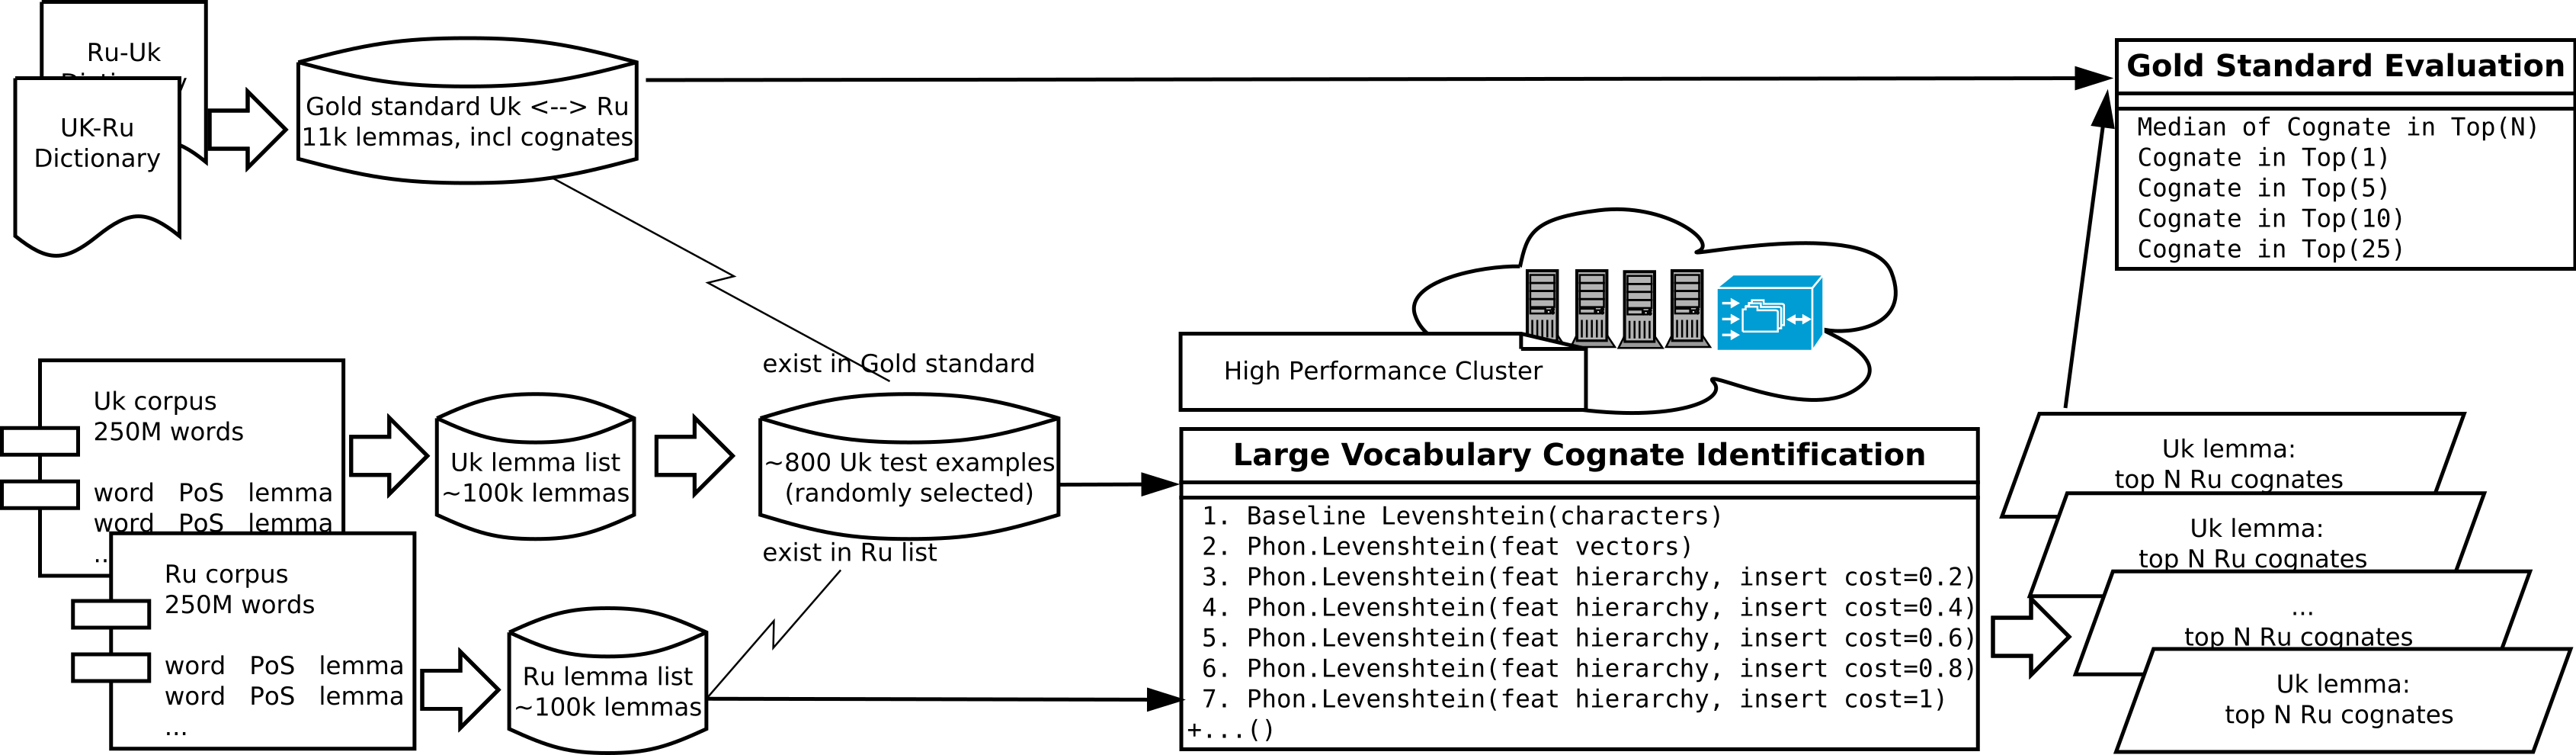 Ru-Uk
UK-Ru
Dictionary
Gold standard Uk <--> Ru
11k lemmas, incl cognates
Gold Standard Evaluation
Median of Cognate in Top(N)
Cognate in Top(1)
Cognate in Top(5)
Cognate in Top(10)
Cognate in Top(25)
High Performance Cluster
exist in Gold standard
Uk corpus
250M words
word PoS lemma
word PoS lemma
..
Uk lemma list
~100k lemmas
~800 Uk test examples
(randomly selected)
exist in Ru list
Ru corpus
250M words
word PoS lemma
word PoS lemma
...
Ru lemma list
~100k lemmas
Large Vocabulary Cognate Identification
1. Baseline Levenshtein(characters)
2. Phon.Levenshtein(feat vectors)
3. Phon.Levenshtein(feat hierarchy, insert cost=0.2)
4. Phon.Levenshtein(feat hierarchy, insert cost=0.4)
5. Phon.Levenshtein(feat hierarchy, insert cost=0.6)
6. Phon.Levenshtein(feat hierarchy, insert cost=0.8)
7. Phon.Levenshtein(feat hierarchy, insert cost=1)
+...()
Uk lemma:
top N Ru cognates
Uk lemma:
top N Ru cognates
...
top N Ru cognates
Uk lemma:
top N Ru cognates